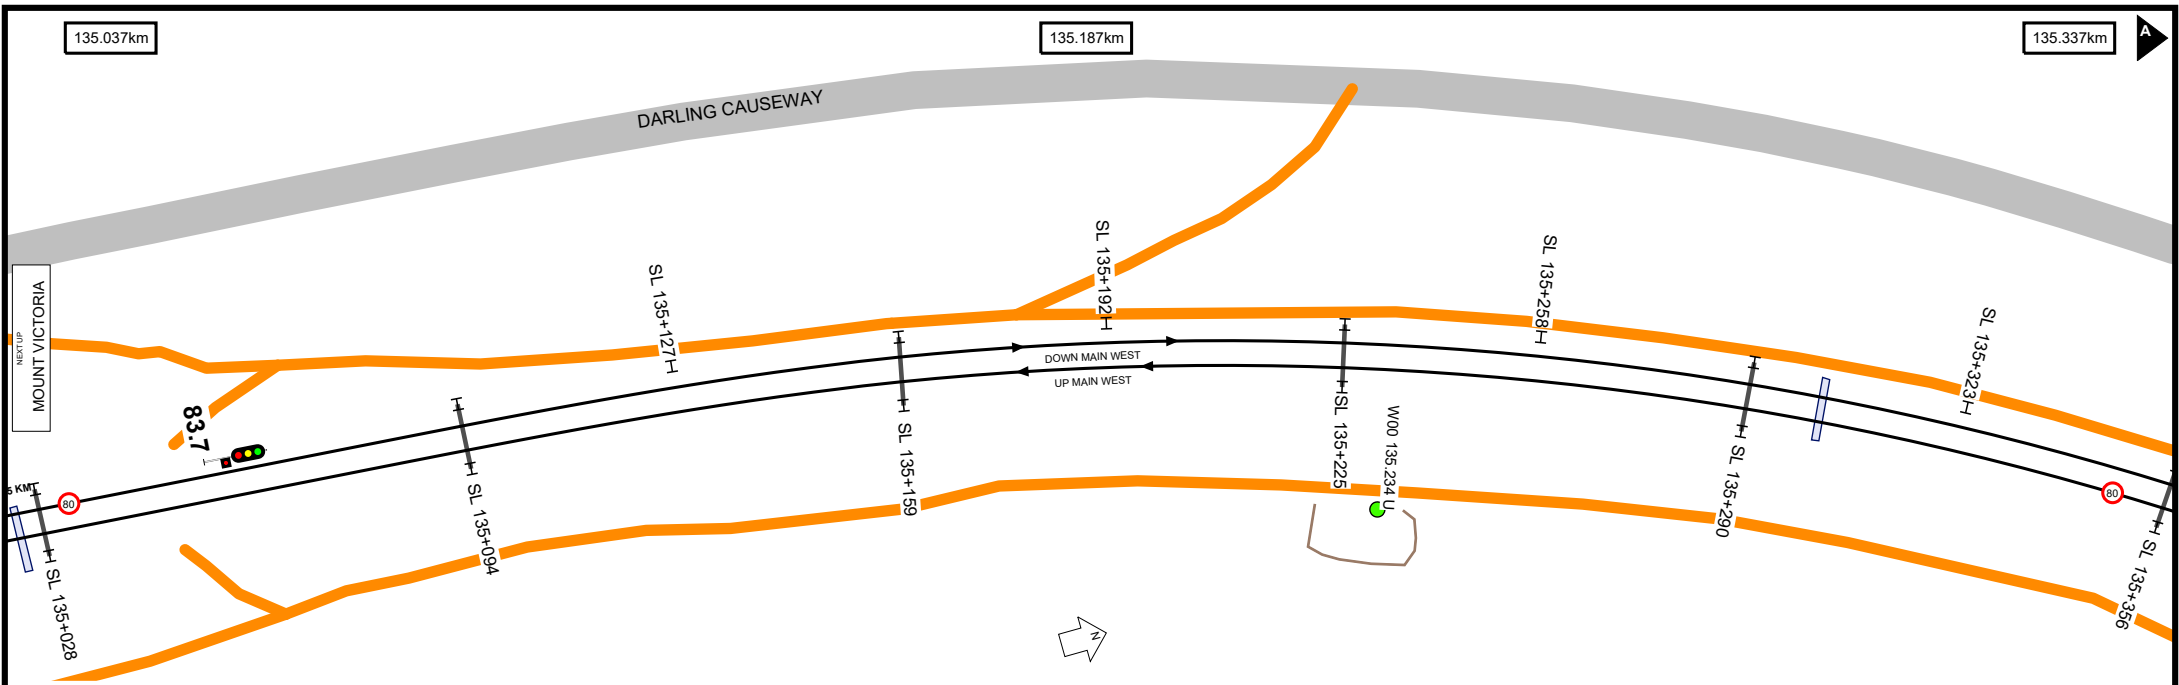 135.037km
135.187km
135.337km
A
DARLING CAUSEWAY
SL 135+127
SL 135+192
SL 135+258
SL 135+323
NEXT UP
MOUNT VICTORIA
83.7
DOWN MAIN WEST
UP MAIN WEST
5 KM
80
80
SL 135+028
SL 135+094
SL 135+159
SL 135+225
W00 135.234 U
SL 135+290
SL 135+356
N